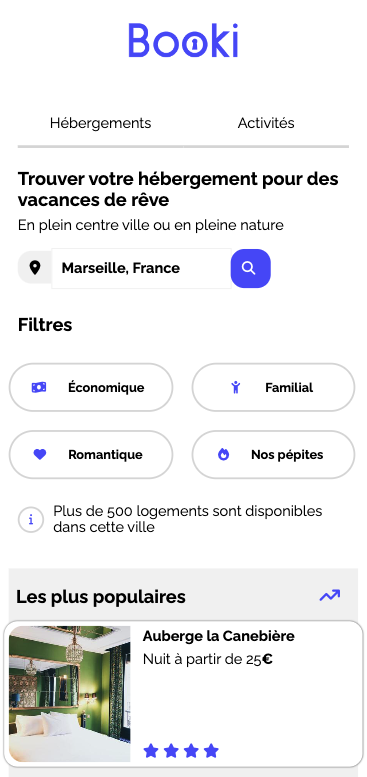 Booki
Hébergements
Activités
Trouver votre hébergement pour des
vacances de rêve
En plein centre ville ou en pleine nature
Marseille, France
Filtres
Économique
Familial
Romantique
Nos pépites
Plus de 500 logements sont disponibles
dans cette ville
Les plus populaires
Auberge la Canebière
Nuit à partir de 25€